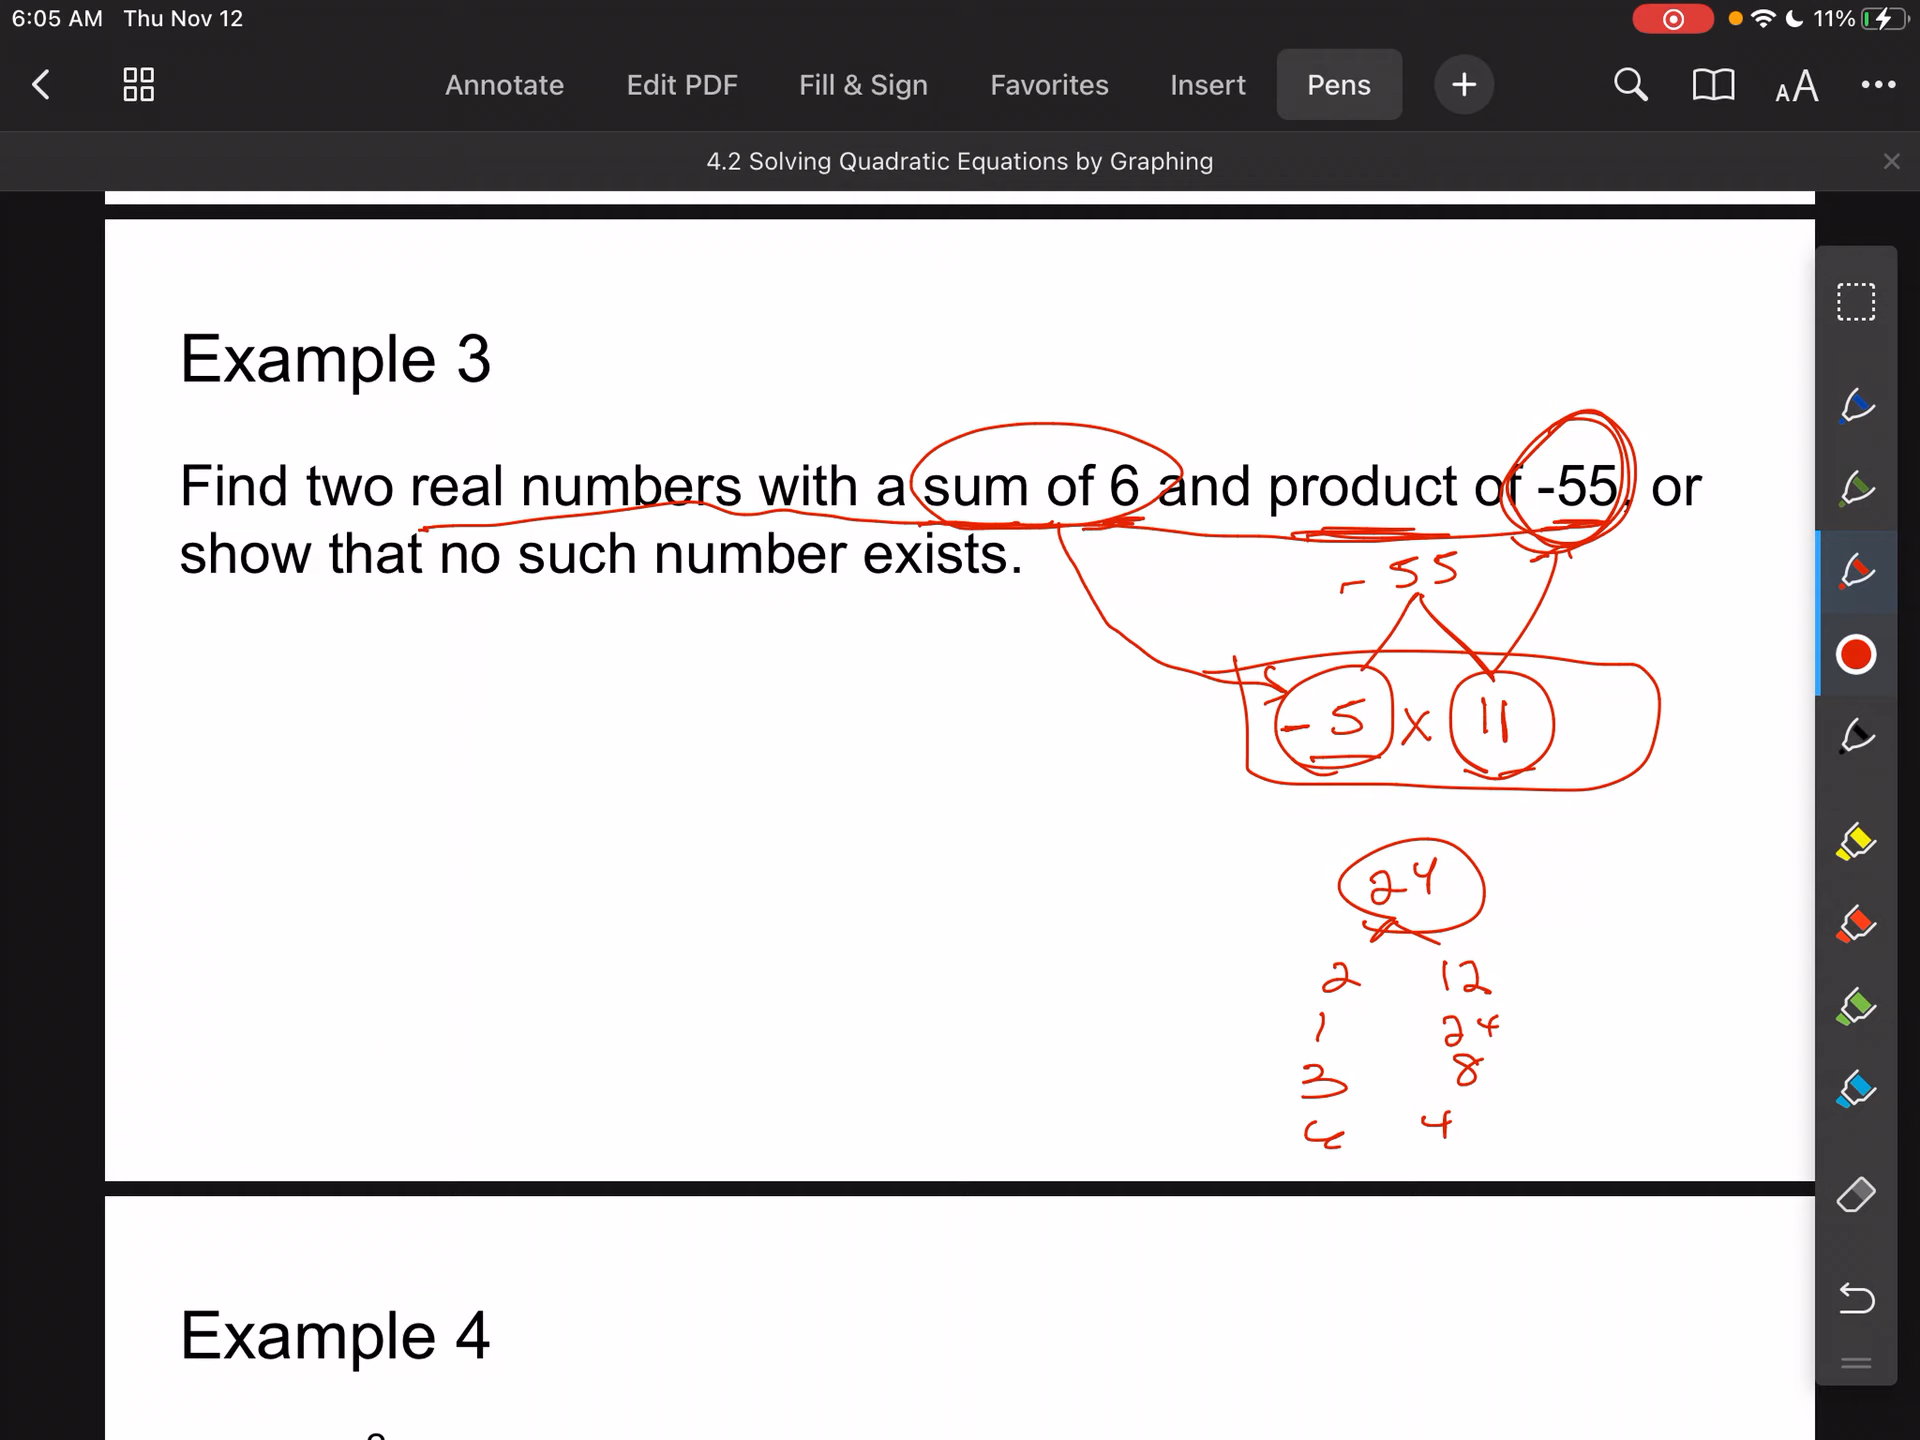 6:05 AM Thu Nov 12 11%
Annotate Edit PDF Fill & Sign Favorites Insert Pens + AA
4.2 Solving Quadratic Equations by Graphing
Example 3
Find two real numbers with a sum of 6 and product of -55, or
show that no such number exists.
- 55
- 5 x 11
24
2 12
1 24
3 8
6 4
Example 4